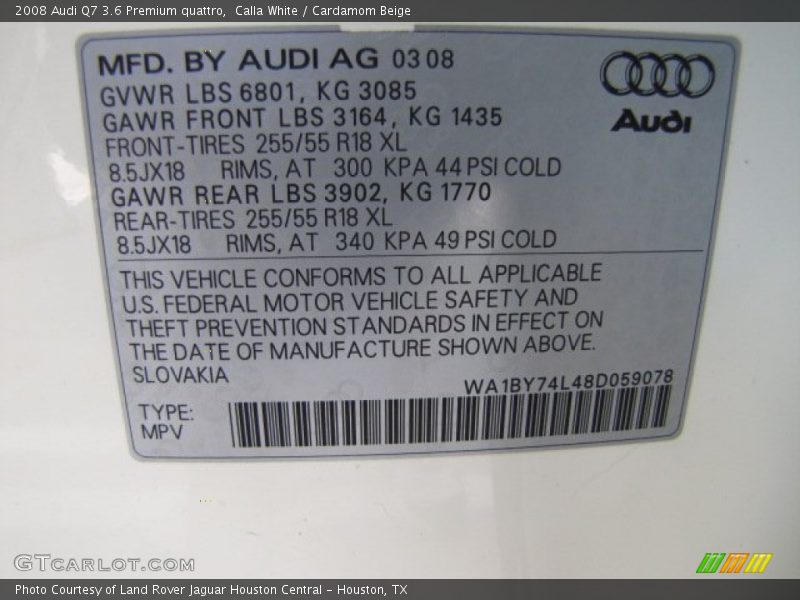 2008 Audi Q7 3.6 Premium quattro,  Calla White / Cardamom Beige
MFD. BY AUDI AG 03 08
GVWR LBS 6801, KG 3085
GAWR FRONT LBS 3164, KG 1435
FRONT-TIRES 255/55 R18 XL
8.5JX18 RIMS, AT 300 KPA 44 PSI COLD
GAWR REAR LBS 3902, KG 1770
REAR-TIRES 255/55 R18 XL
8.5JX18 RIMS, AT 340 KPA 49 PSI COLD
Audi
THIS VEHICLE CONFORMS TO ALL APPLICABLE
U.S. FEDERAL MOTOR VEHICLE SAFETY AND
THEFT PREVENTION STANDARDS IN EFFECT ON
THE DATE OF MANUFACTURE SHOWN ABOVE.
SLOVAKIA
WA1BY74L48D059078
TYPE:
MPV
GTCARLOT.COM
Photo Courtesy of Land Rover Jaguar Houston Central - Houston, TX